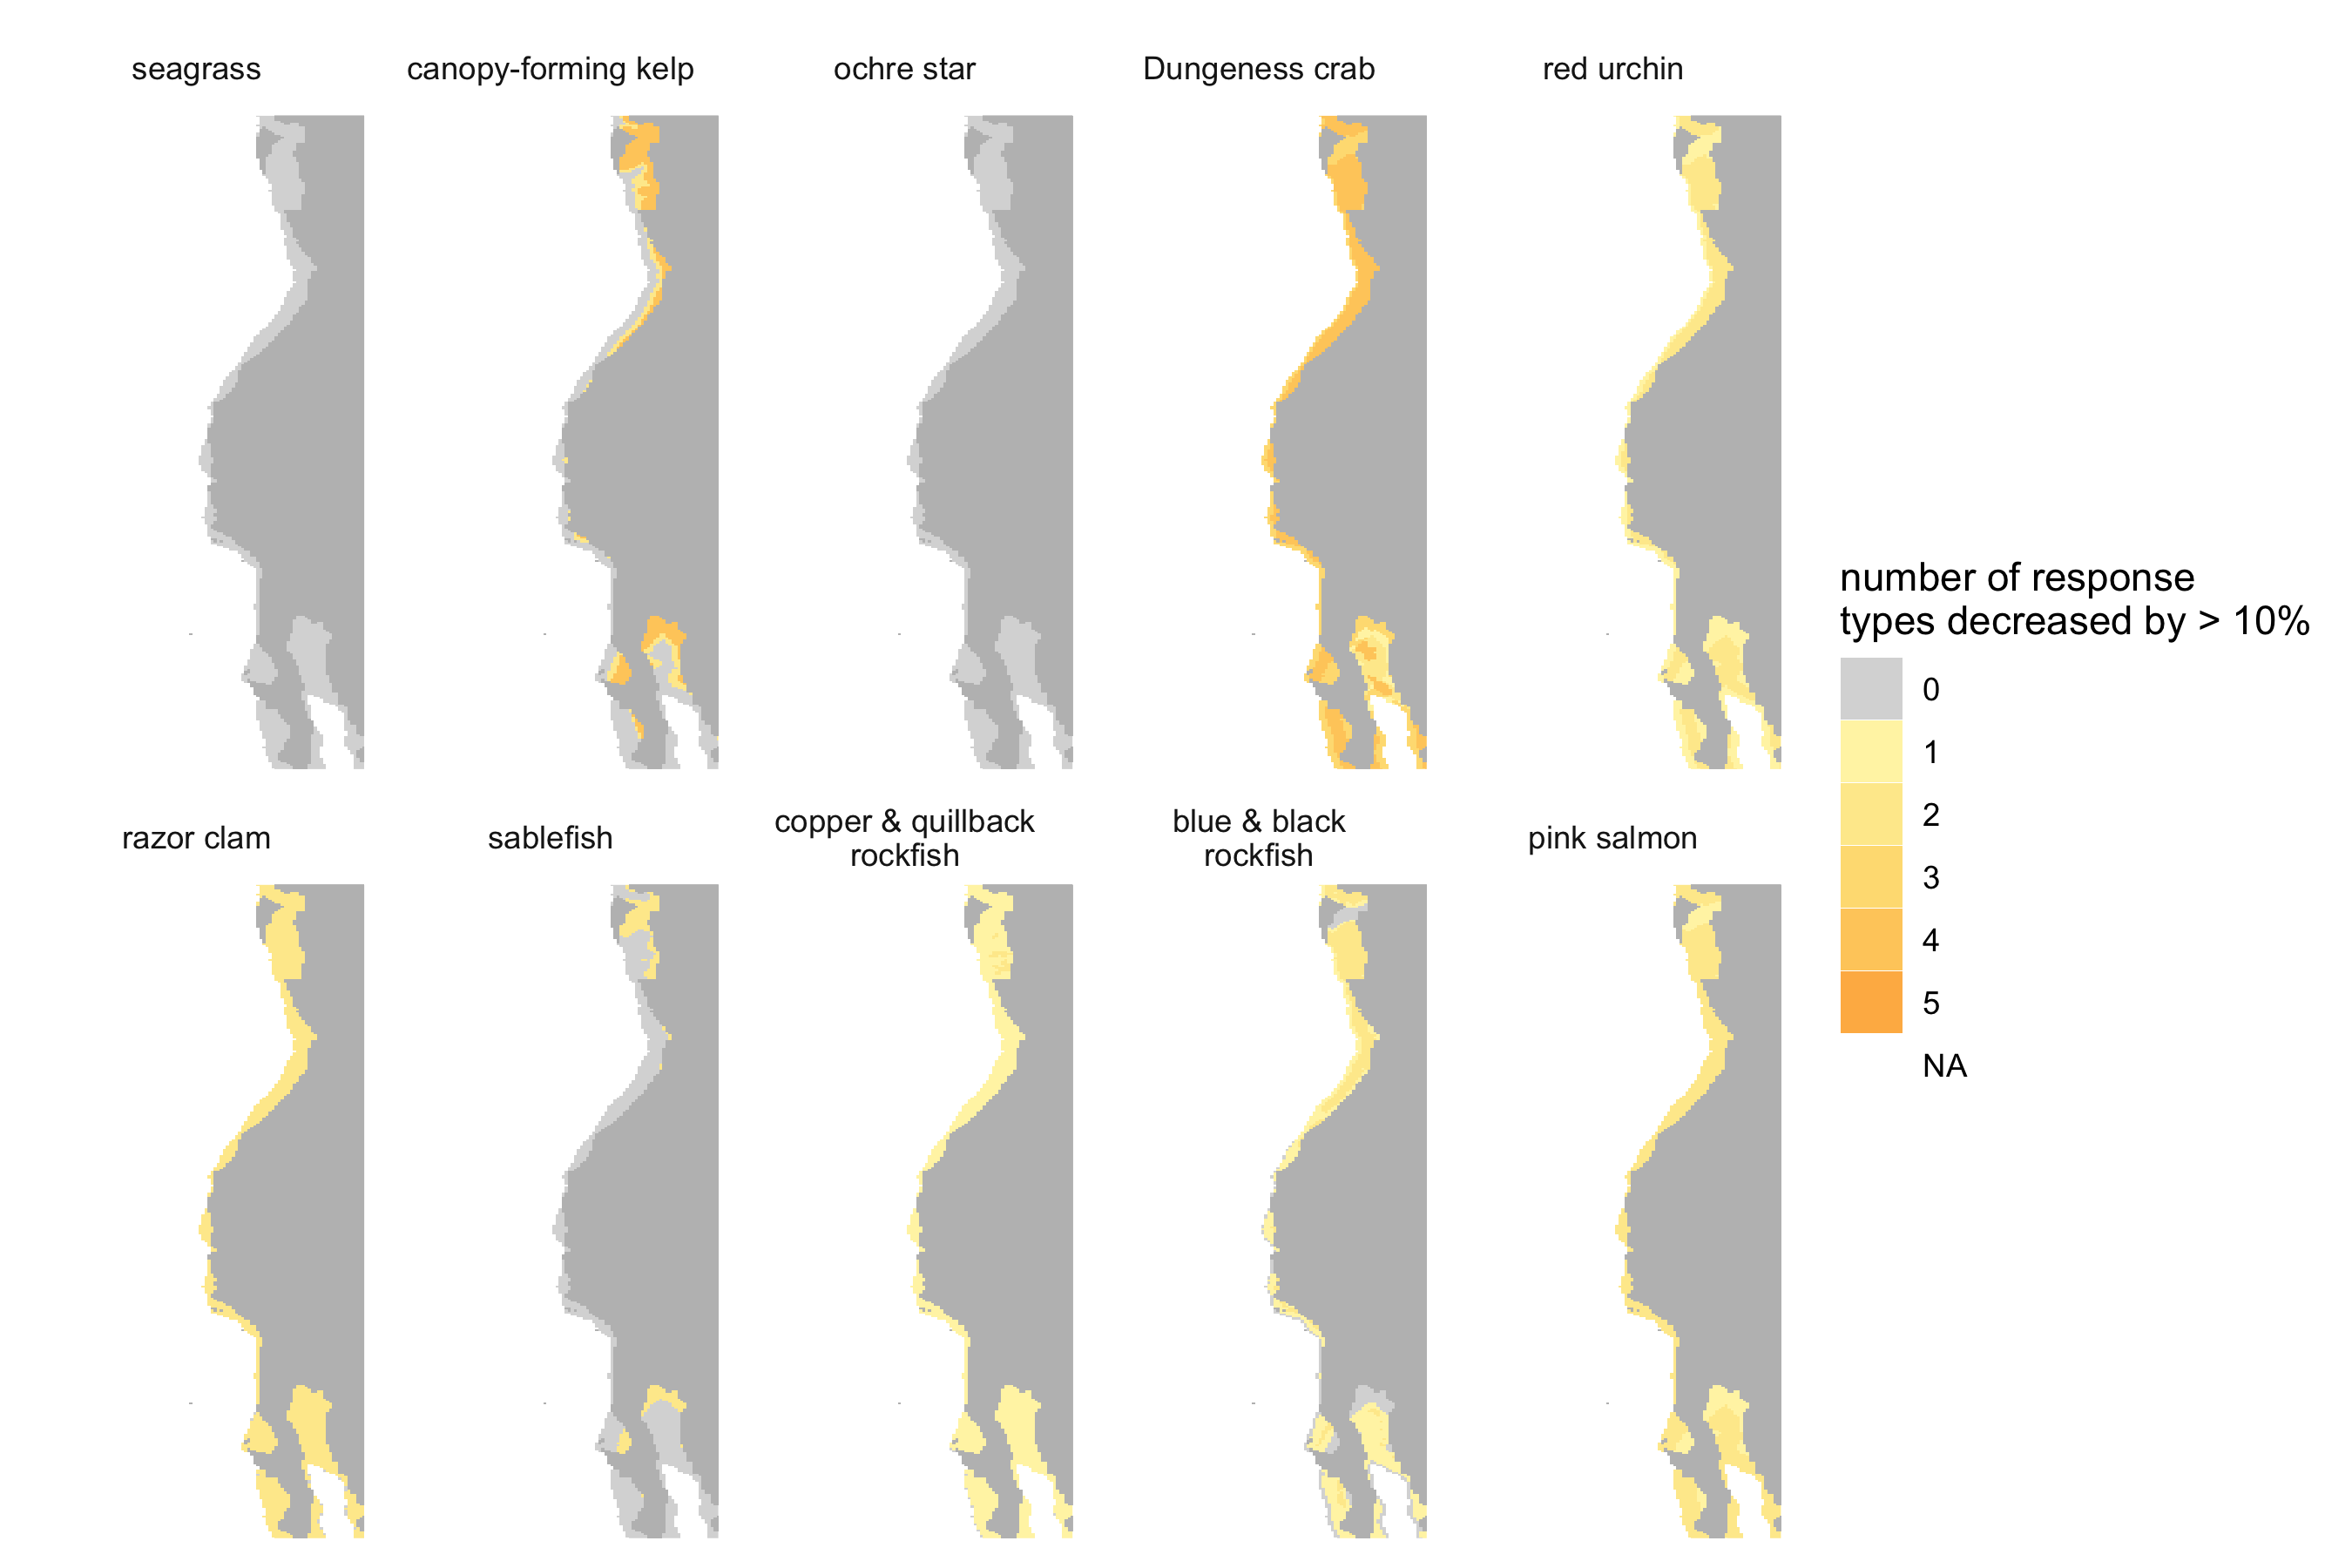 seagrass
canopy-forming kelp
ochre star
Dungeness crab
red urchin
razor clam
sablefish
copper & quillback
rockfish
blue & black
rockfish
pink salmon
number of response
types decreased by > 10%
0
1
2
3
4
5
NA